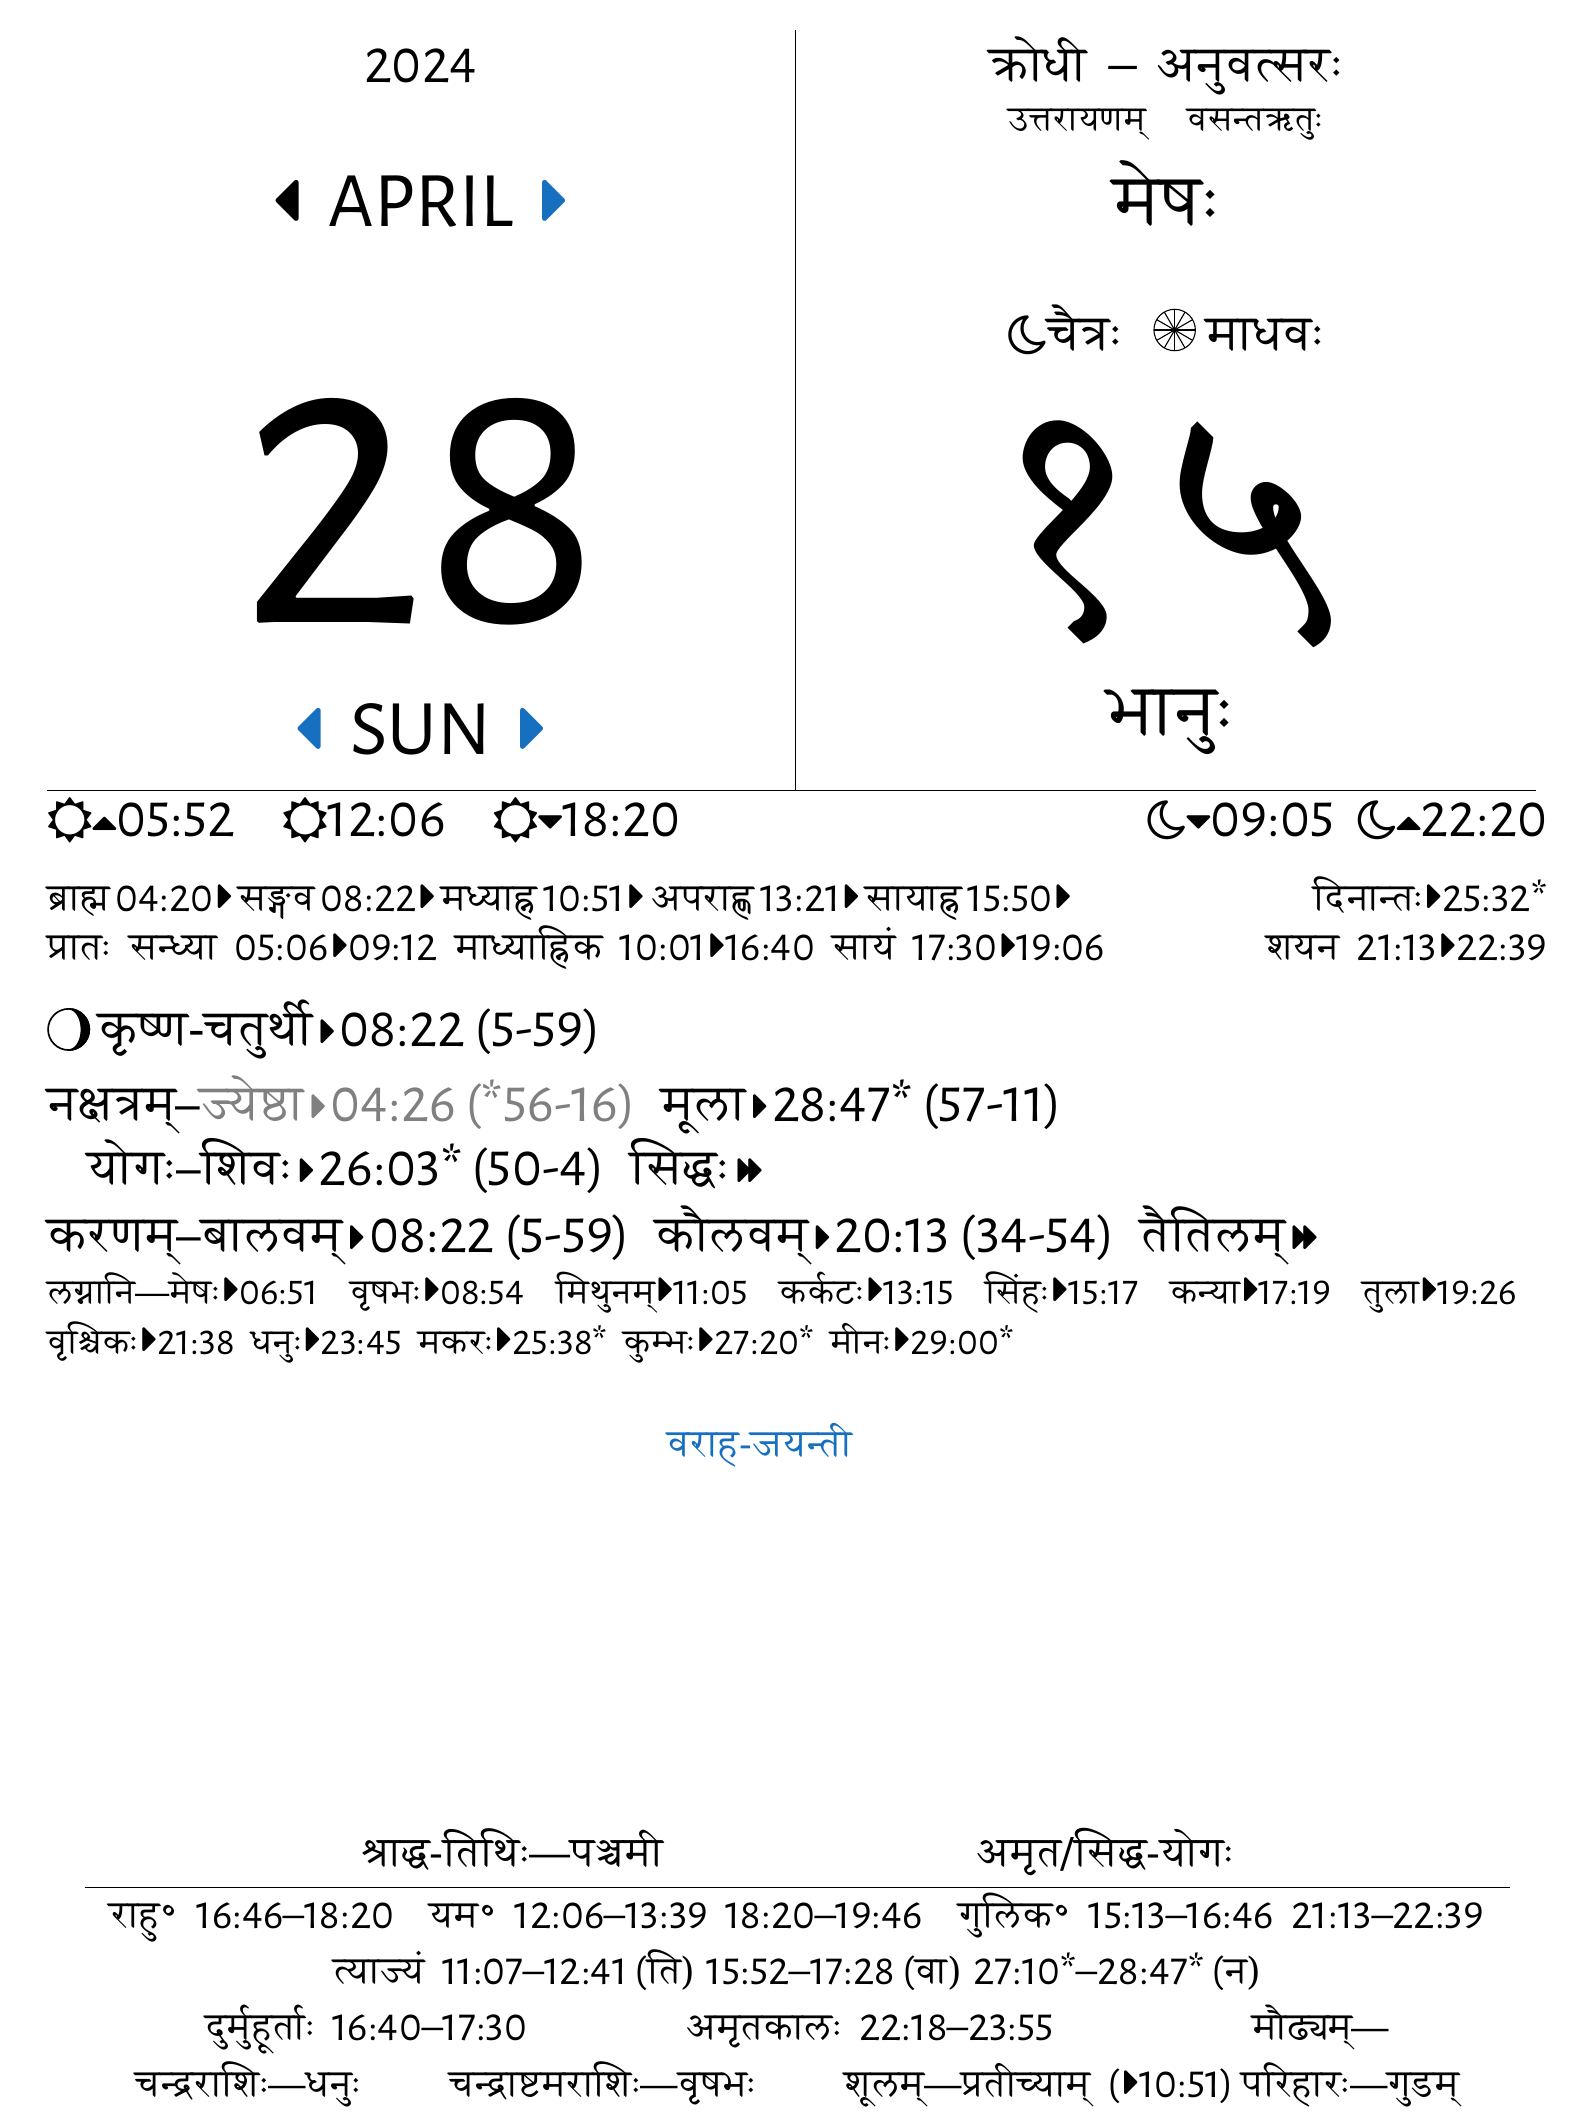 2024
APRIL
28
SUN
क्रोधी – अनुवत्सरः
उत्तरायणम् वसन्तऋतुः
मेषः
चैत्रः माधवः
१५
भानुः
05:52 12:06 18:20 09:05 22:20
ब्राह्म 04:20 सङ्गव 08:22 मध्याह्न 10:51 अपराह्ण 13:21 सायाह्न 15:50 दिनान्तः 25:32*
प्रातः सन्ध्या 05:06 09:12 माध्याह्निक 10:01 16:40 सायं 17:30 19:06 शयन 21:13 22:39
कृष्ण-चतुर्थी 08:22 (5-59)
नक्षत्रम्–ज्येष्ठा 04:26 (*56-16) मूला 28:47* (57-11)
योगः–शिवः 26:03* (50-4) सिद्धः
करणम्–बालवम् 08:22 (5-59) कौलवम् 20:13 (34-54) तैतिलम्
लग्नानि—मेषः 06:51 वृषभः 08:54 मिथुनम् 11:05 कर्कटः 13:15 सिंहः 15:17 कन्या 17:19 तुला 19:26
वृश्चिकः 21:38 धनुः 23:45 मकरः 25:38* कुम्भः 27:20* मीनः 29:00*
वराह-जयन्ती
श्राद्ध-तिथिः—पञ्चमी अमृत/सिद्ध-योगः
राहु॰ 16:46–18:20 यम॰ 12:06–13:39 18:20–19:46 गुलिक॰ 15:13–16:46 21:13–22:39
त्याज्यं 11:07–12:41 (ति) 15:52–17:28 (वा) 27:10*–28:47* (न)
दुर्मुहूर्ताः 16:40–17:30 अमृतकालः 22:18–23:55 मौढ्यम्—
चन्द्रराशिः—धनुः चन्द्राष्टमराशिः—वृषभः शूलम्—प्रतीच्याम् (10:51) परिहारः—गुडम्